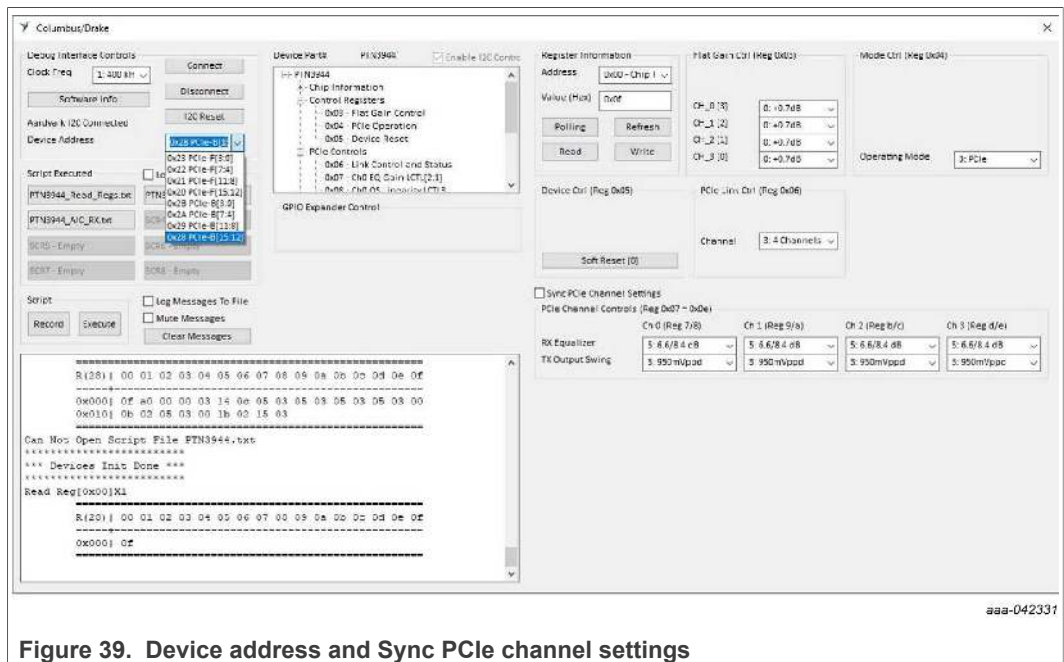 Columbus/Drake
Debug Interface Controls
Clock Freq
1: 400 kH
Connect
Software Info
Disconnect
Aardvark I2C Connected
I2C Reset
Device Address
0x28 PCIe-B[1
0x23 PCIe-F[3:0]
0x22 PCIe-F[7:4]
0x21 PCIe-F[11:8]
0x20 PCIe-F[15:12]
0x2B PCIe-B[3:0]
0x2A PCIe-B[7:4]
0x29 PCIe-B[11:8]
0x28 PCIe-B[15:12]
Script Executed
PTN3944_Read_Regs.txt
PTN3944_AIC_RX.txt
SCR5 - Empty
SCR7 - Empty
SCR8 - Empty
Script
Record
Execute
Log Messages To File
Mute Messages
Clear Messages
Device Part#
PTN3944
Enable I2C Contro
PTN3944
Chip Information
Control Registers
0x03 - Flat Gain Control
0x04 - PCIe Operation
0x05 - Device Reset
PCIe Controls
0x06 - Link Control and Status
0x07 - Ch0 EQ Gain LCTL[2:1]
GPIO Expander Control
Register Information
Address
0x00 - Chip I
Value (Hex)
0x0f
Polling
Refresh
Read
Write
Flat Gain Ctrl (Reg 0x03)
CH_0 [3]
0: +0.7dB
CH_1 [2]
0: +0.7dB
CH_2 [1]
0: +0.7dB
CH_3 [0]
0: +0.7dB
Mode Ctrl (Reg 0x04)
Operating Mode
3: PCIe
Device Ctrl (Reg 0x05)
Soft Reset [0]
PCIe Link Ctrl (Reg 0x06)
Channel
3: 4 Channels
Sync PCIe Channel Settings
PCIe Channel Controls (Reg 0x07 ~ 0x0e)
Ch 0 (Reg 7/8)
Ch 1 (Reg 9/a)
Ch 2 (Reg b/c)
Ch 3 (Reg d/e)
RX Equalizer
5: 6.6/8.4 dB
5: 6.6/8.4 dB
5: 6.6/8.4 dB
5: 6.6/8.4 dB
TX Output Swing
3: 950mVppd
3: 950mVppd
3: 950mVppd
3: 950mVppd
R(28)| 00 01 02 03 04 05 06 07 08 09 0a 0b 0c 0d 0e 0f
0x000| 0f a0 00 00 03 14 0c 05 03 05 03 05 03 05 03 00
0x010| 0b 02 05 03 00 1b 02 15 03
Can Not Open Script File PTN3944.txt
*************************
*** Devices Init Done ***
*************************
Read Reg[0x00]X1
R(20)| 00 01 02 03 04 05 06 07 08 09 0a 0b 0c 0d 0e 0f
0x000| 0f
aaa-042331
Figure 39. Device address and Sync PCIe channel settings